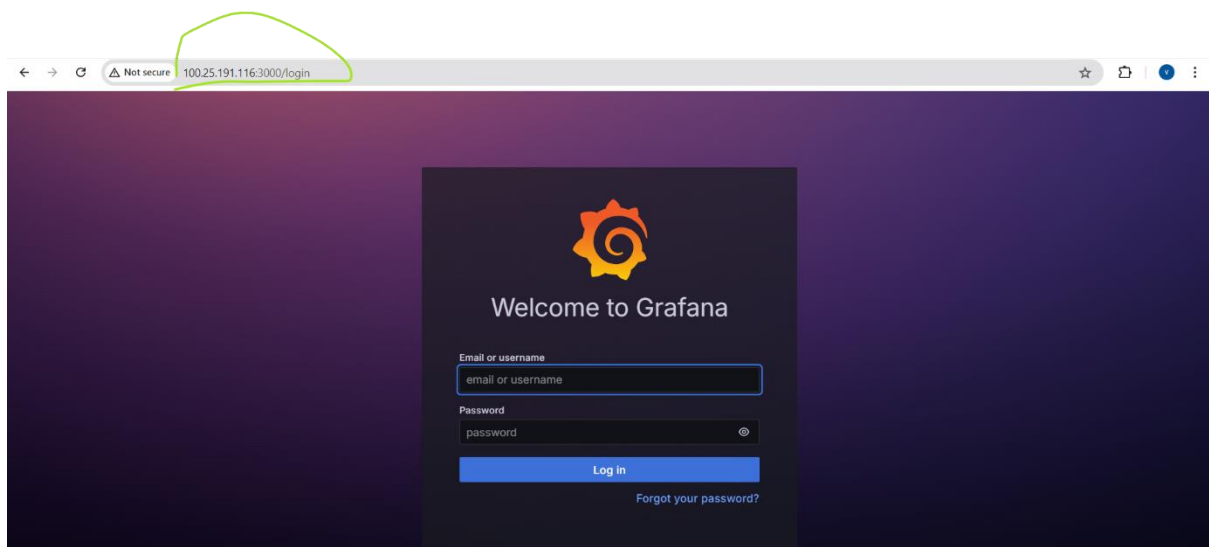 Not secure 100.25.191.116:3000/login
Welcome to Grafana
Email or username
email or username
Password
password
Log in
Forgot your password?